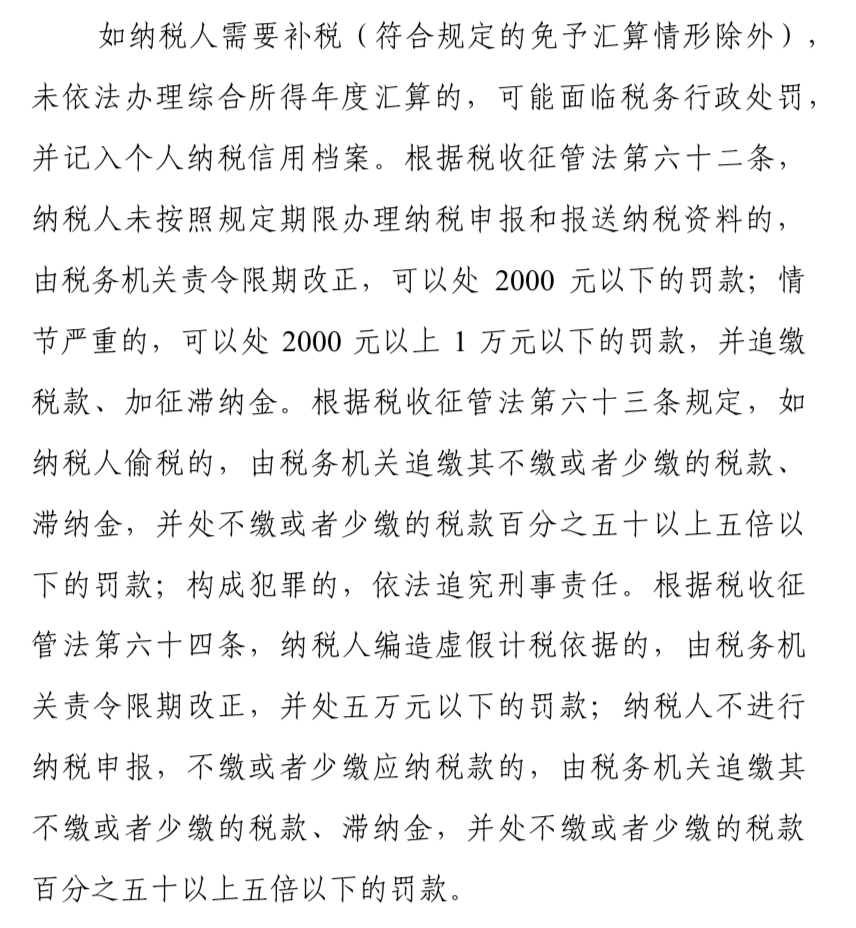 如纳税人需要补税（符合规定的免予汇算情形除外），
未依法办理综合所得年度汇算的，可能面临税务行政处罚，
并记入个人纳税信用档案。根据税收征管法第六十二条，
纳税人未按照规定期限办理纳税申报和报送纳税资料的，
由税务机关责令限期改正，可以处 2000 元以下的罚款；情
节严重的，可以处 2000 元以上 1 万元以下的罚款，并追缴
税款、加征滞纳金。根据税收征管法第六十三条规定，如
纳税人偷税的，由税务机关追缴其不缴或者少缴的税款、
滞纳金，并处不缴或者少缴的税款百分之五十以上五倍以
下的罚款；构成犯罪的，依法追究刑事责任。根据税收征
管法第六十四条，纳税人编造虚假计税依据的，由税务机
关责令限期改正，并处五万元以下的罚款；纳税人不进行
纳税申报，不缴或者少缴应纳税款的，由税务机关追缴其
不缴或者少缴的税款、滞纳金，并处不缴或者少缴的税款
百分之五十以上五倍以下的罚款。